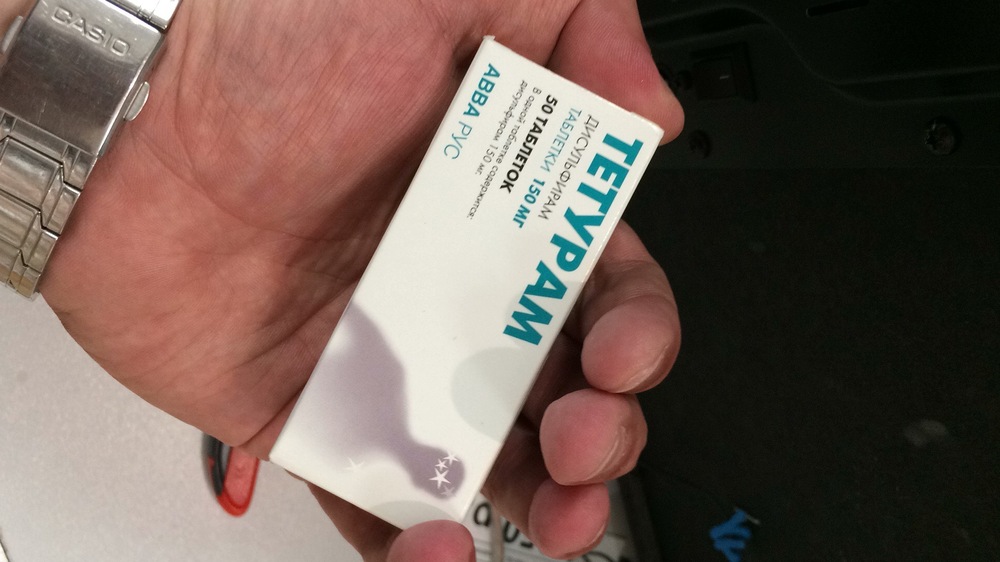 CASIO
ТЕТУРАМ
ДИСУЛЬФИРАМ
ТАБЛЕТКИ 150 МГ
50 ТАБЛЕТОК
В одной таблетке содержится:
дисульфирам 150 мг.
АВВА РУС